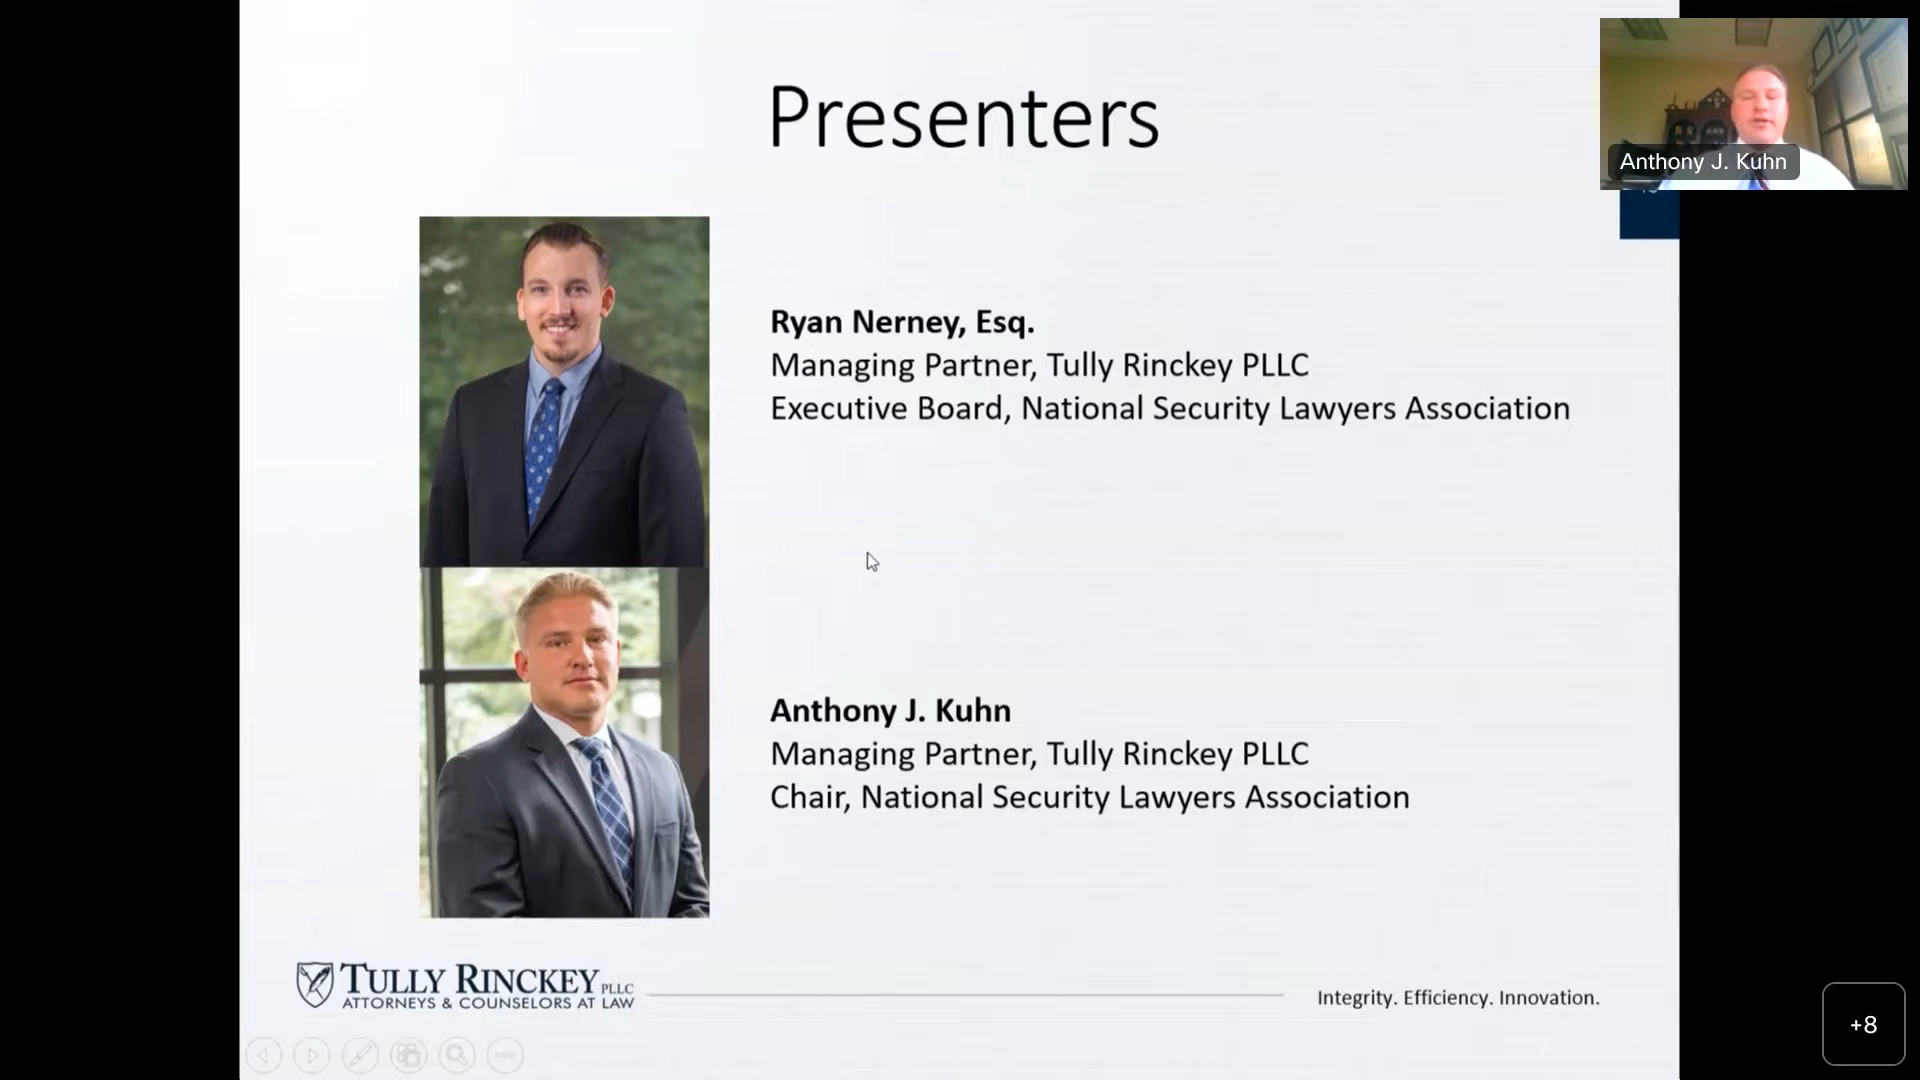 Presenters
Anthony J. Kuhn
Ryan Nerney, Esq.
Managing Partner, Tully Rinckey PLLC
Executive Board, National Security Lawyers Association
Anthony J. Kuhn
Managing Partner, Tully Rinckey PLLC
Chair, National Security Lawyers Association
TULLY RINCKEY PLLC
ATTORNEYS & COUNSELORS AT LAW
Integrity. Efficiency. Innovation.
+8